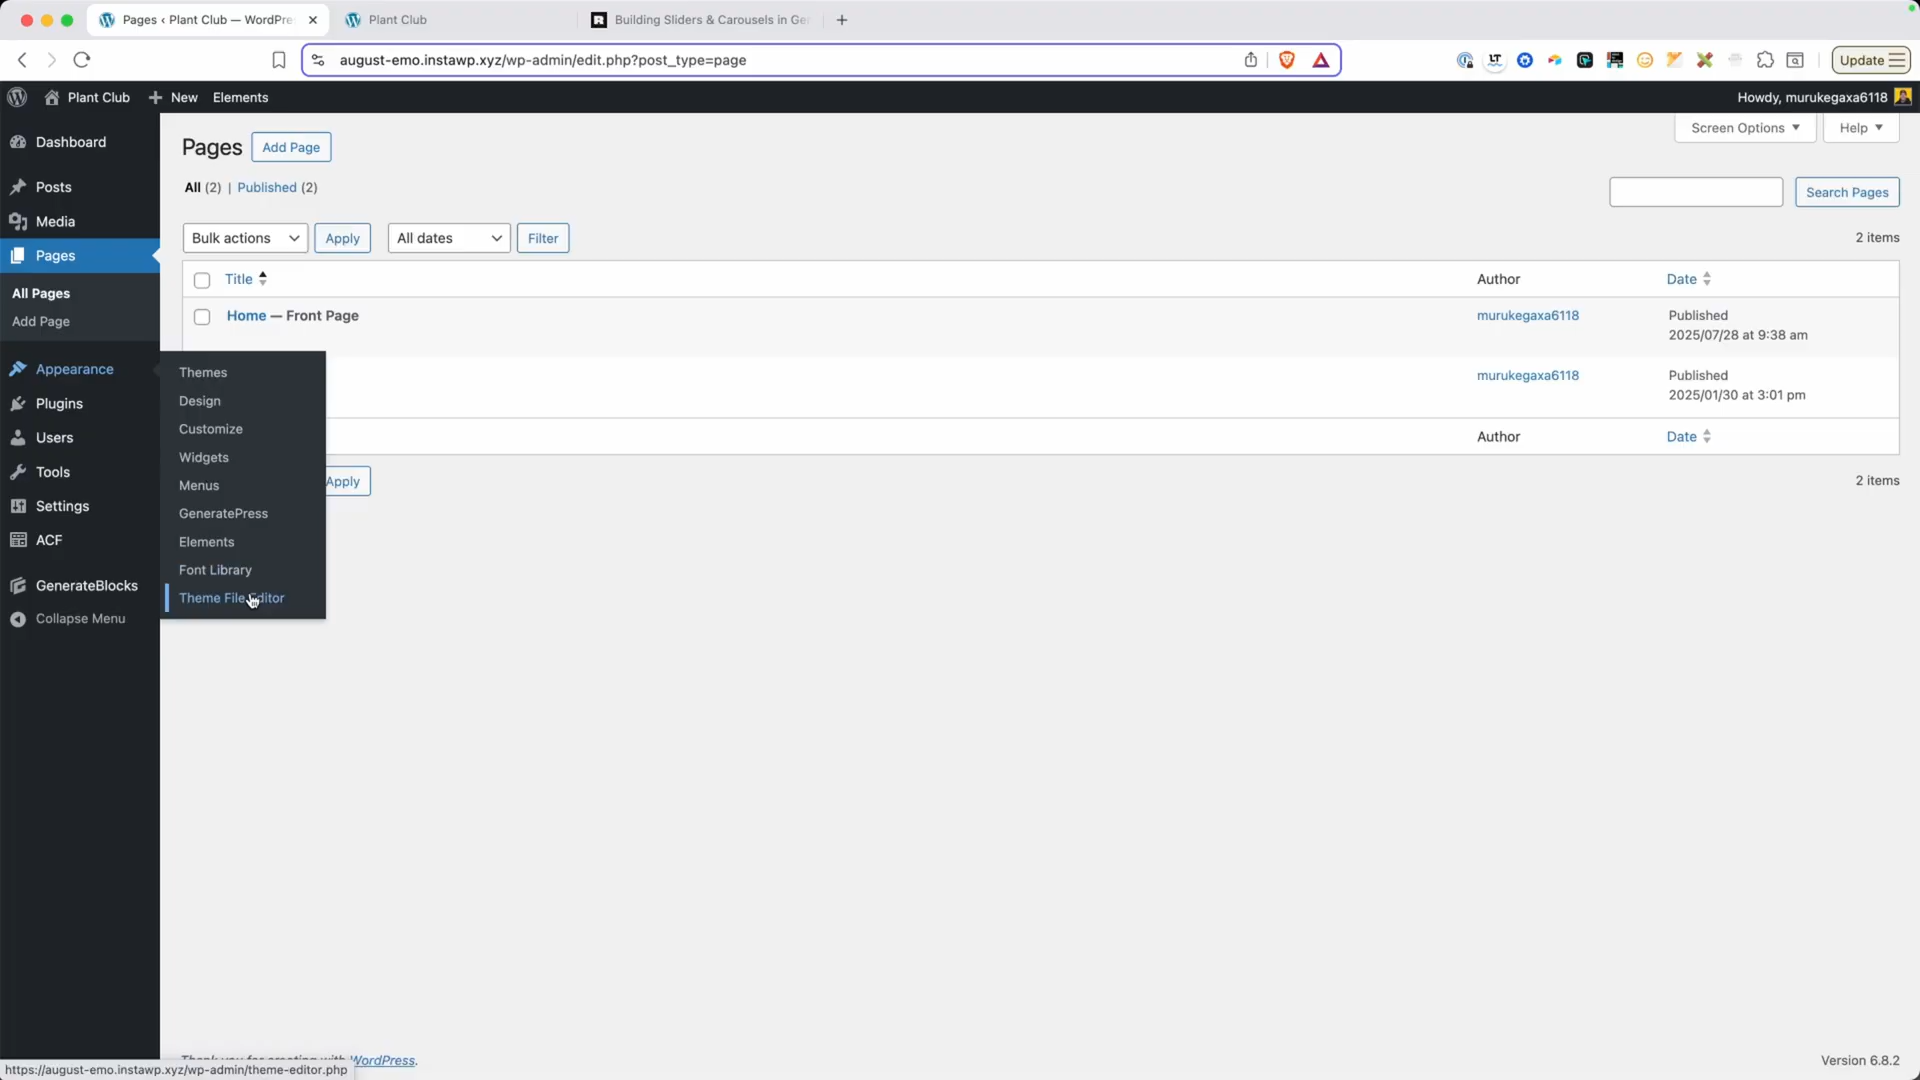 Pages ‹ Plant Club — WordPre
Plant Club
Building Sliders & Carousels in Ge
august-emo.instawp.xyz/wp-admin/edit.php?post_type=page
LT
Update
Plant Club
New
Elements
Howdy, murukegaxa6118
Dashboard
Posts
Media
Pages
All Pages
Add Page
Appearance
Plugins
Users
Tools
Settings
ACF
GenerateBlocks
Collapse Menu
Themes
Design
Customize
Widgets
Menus
GeneratePress
Elements
Font Library
Theme File Editor
Pages
Add Page
Screen Options
Help
All (2) | Published (2)
Search Pages
Bulk actions
Apply
All dates
Filter
2 items
Title
Author
Date
Home — Front Page
murukegaxa6118
Published
2025/07/28 at 9:38 am
murukegaxa6118
Published
2025/01/30 at 3:01 pm
Author
Date
Apply
2 items
Thank you for creating with WordPress.
Version 6.8.2
https://august-emo.instawp.xyz/wp-admin/theme-editor.php